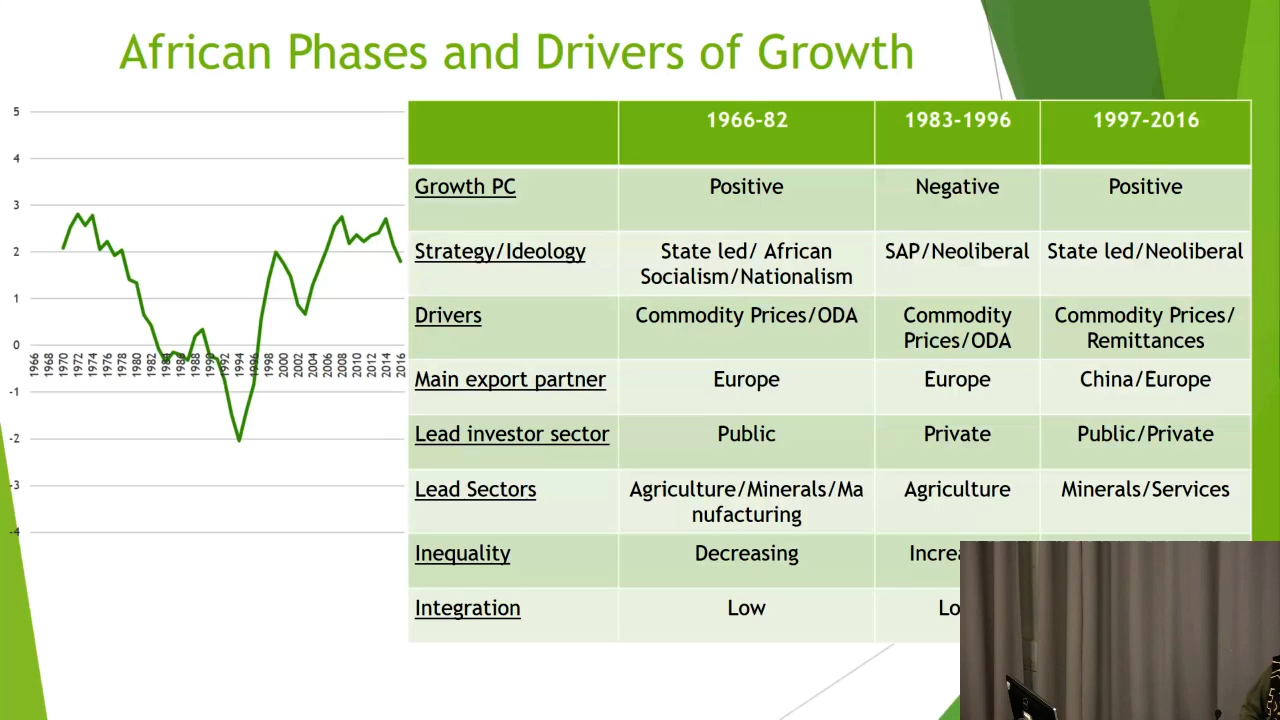 African Phases and Drivers of Growth
5
4
3
2
1
0
-1
-2
-3
-4
1966 1968 1970 1972 1974 1976 1978 1980 1982 1984 1986 1988 1990 1992 1994 1996 1998 2000 2002 2004 2006 2008 2010 2012 2014 2016
1966-82 1983-1996 1997-2016
Growth PC Positive Negative Positive
Strategy/Ideology State led/ African Socialism/Nationalism SAP/Neoliberal State led/Neoliberal
Drivers Commodity Prices/ODA Commodity Prices/ODA Commodity Prices/ Remittances
Main export partner Europe Europe China/Europe
Lead investor sector Public Private Public/Private
Lead Sectors Agriculture/Minerals/Ma nufacturing Agriculture Minerals/Services
Inequality Decreasing Increa
Integration Low Lo